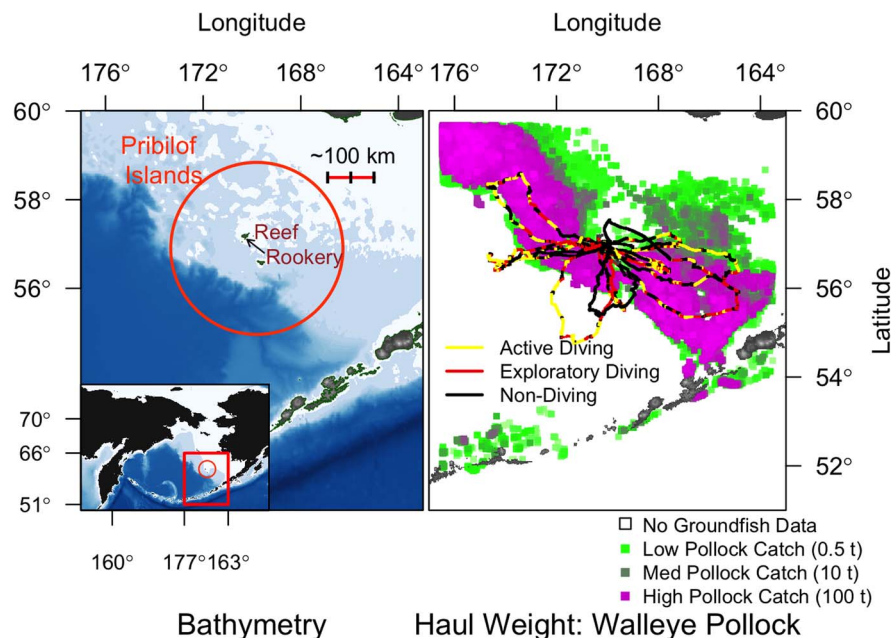 Longitude
Longitude
176° 172° 168° 164°
176° 172° 168° 164°
60°
58°
56°
70°
66°
51°
Pribilof
Islands
~100 km
Reef
Rookery
160° 177° 163°
Active Diving
Exploratory Diving
Non-Diving
60°
58°
56°
54°
52°
Latitude
No Groundfish Data
Low Pollock Catch (0.5 t)
Med Pollock Catch (10 t)
High Pollock Catch (100 t)
Bathymetry
Haul Weight: Walleye Pollock